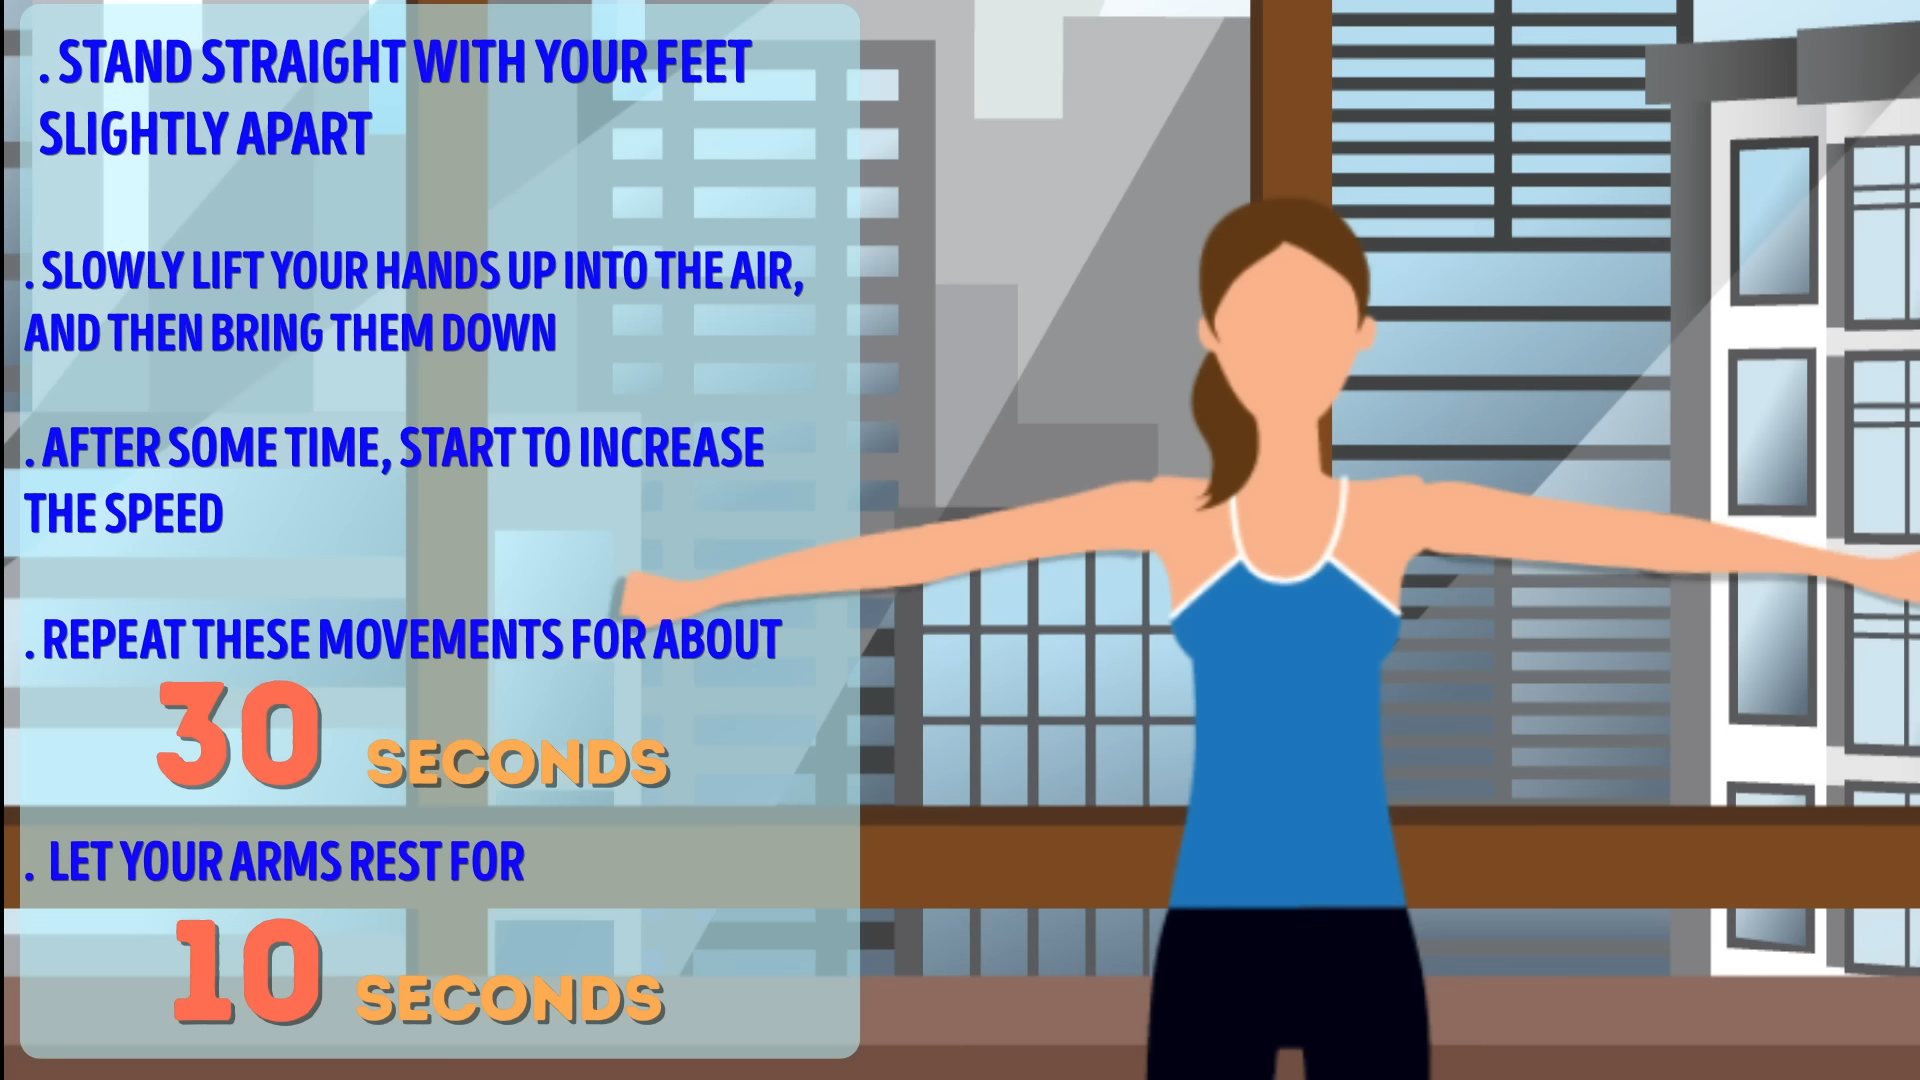 . STAND STRAIGHT WITH YOUR FEET
SLIGHTLY APART
. SLOWLY LIFT YOUR HANDS UP INTO THE AIR,
AND THEN BRING THEM DOWN
. AFTER SOME TIME, START TO INCREASE
THE SPEED
. REPEAT THESE MOVEMENTS FOR ABOUT
30 SECONDS
. LET YOUR ARMS REST FOR
10 SECONDS